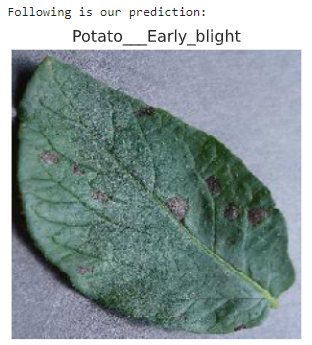 Following is our prediction:
Potato___Early_blight